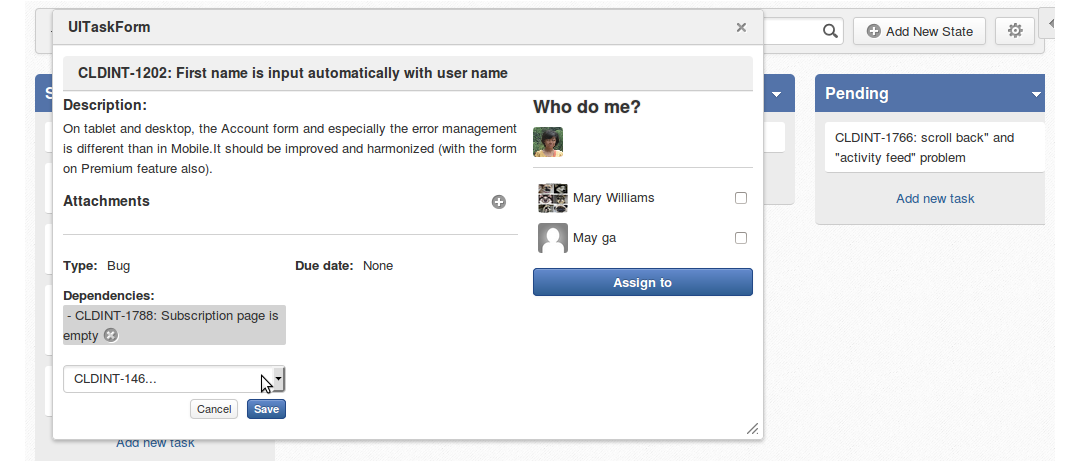 UITaskForm
Add New State
CLDINT-1202: First name is input automatically with user name
S
Pending
Description:
On tablet and desktop, the Account form and especially the error management
is different than in Mobile.It should be improved and harmonized (with the form
on Premium feature also).
Attachments
Type: Bug
Due date: None
Dependencies:
- CLDINT-1788: Subscription page is
empty
CLDINT-146...
Cancel
Save
Who do me?
Mary Williams
May ga
Assign to
CLDINT-1766: scroll back" and
"activity feed" problem
Add new task
Add new task